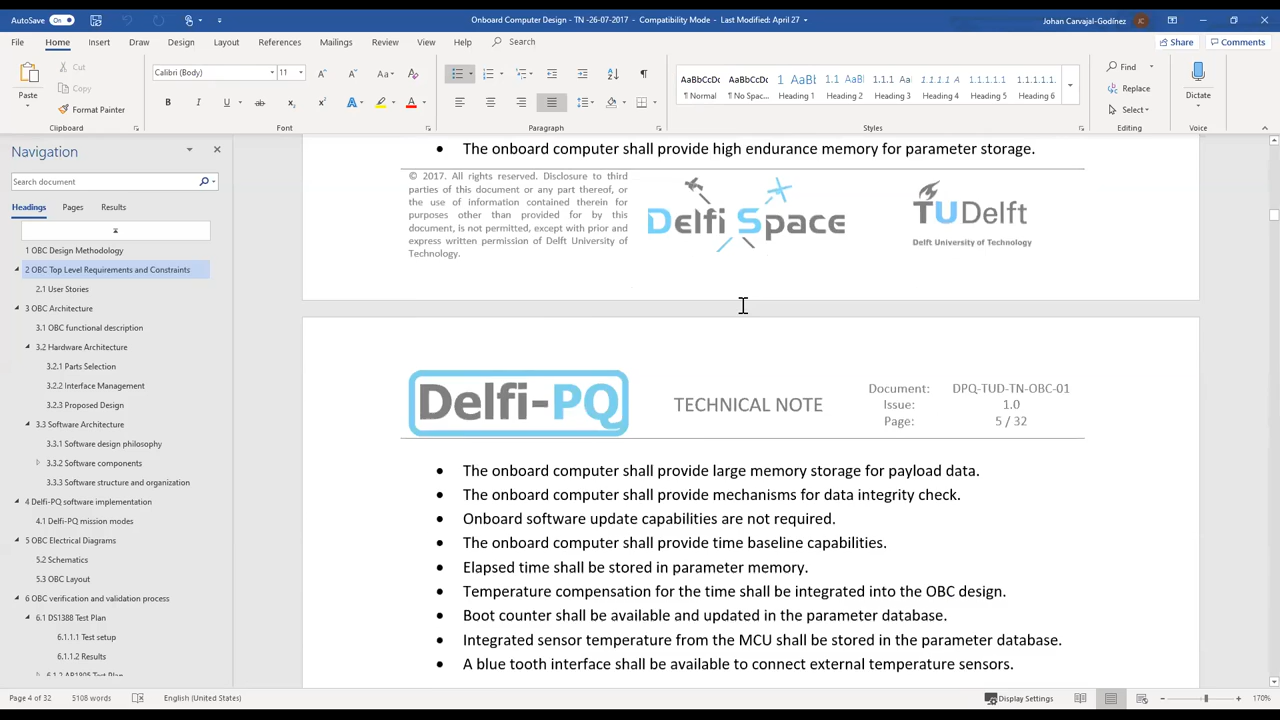 AutoSave On Onboard Computer Design - TN -26-07-2017 - Compatibility Mode - Last Modified: April 27 Johan Carvajal-Godínez JC
File Home Insert Draw Design Layout References Mailings Review View Help Search Share Comments
Paste Cut Copy Format Painter
Clipboard
Calibri (Body) 11
Font
Paragraph
AaBbCcDc AaBbCcDc 1 AaBb 1.1 AaBb 1.1.1 AaBb 1.1.1.1 A 1.1.1.1.1 1.1.1.1.1.
¶ Normal ¶ No Spac... Heading 1 Heading 2 Heading 3 Heading 4 Heading 5 Heading 6
Styles
Find
Replace
Select
Editing
Dictate
Voice
Navigation
Search document
Headings Pages Results
1 OBC Design Methodology
2 OBC Top Level Requirements and Constraints
2.1 User Stories
3 OBC Architecture
3.1 OBC functional description
3.2 Hardware Architecture
3.2.1 Parts Selection
3.2.2 Interface Management
3.2.3 Proposed Design
3.3 Software Architecture
3.3.1 Software design philosophy
3.3.2 Software components
3.3.3 Software structure and organization
4 Delfi-PQ software implementation
4.1 Delfi-PQ mission modes
5 OBC Electrical Diagrams
5.2 Schematics
5.3 OBC Layout
6 OBC verification and validation process
6.1 DS1388 Test Plan
6.1.1.1 Test setup
6.1.1.2 Results
• The onboard computer shall provide high endurance memory for parameter storage.
© 2017. All rights reserved. Disclosure to third
parties of this document or any part thereof, or
the use of information contained therein for
purposes other than provided for by this
document, is not permitted, except with prior and
express written permission of Delft University of
Technology.
Delfi Space
TUDelft
Delft University of Technology
Delfi-PQ
TECHNICAL NOTE
Document: DPQ-TUD-TN-OBC-01
Issue: 1.0
Page: 5 / 32
• The onboard computer shall provide large memory storage for payload data.
• The onboard computer shall provide mechanisms for data integrity check.
• Onboard software update capabilities are not required.
• The onboard computer shall provide time baseline capabilities.
• Elapsed time shall be stored in parameter memory.
• Temperature compensation for the time shall be integrated into the OBC design.
• Boot counter shall be available and updated in the parameter database.
• Integrated sensor temperature from the MCU shall be stored in the parameter database.
• A blue tooth interface shall be available to connect external temperature sensors.
Page 4 of 32 5108 words English (United States) Display Settings 170%